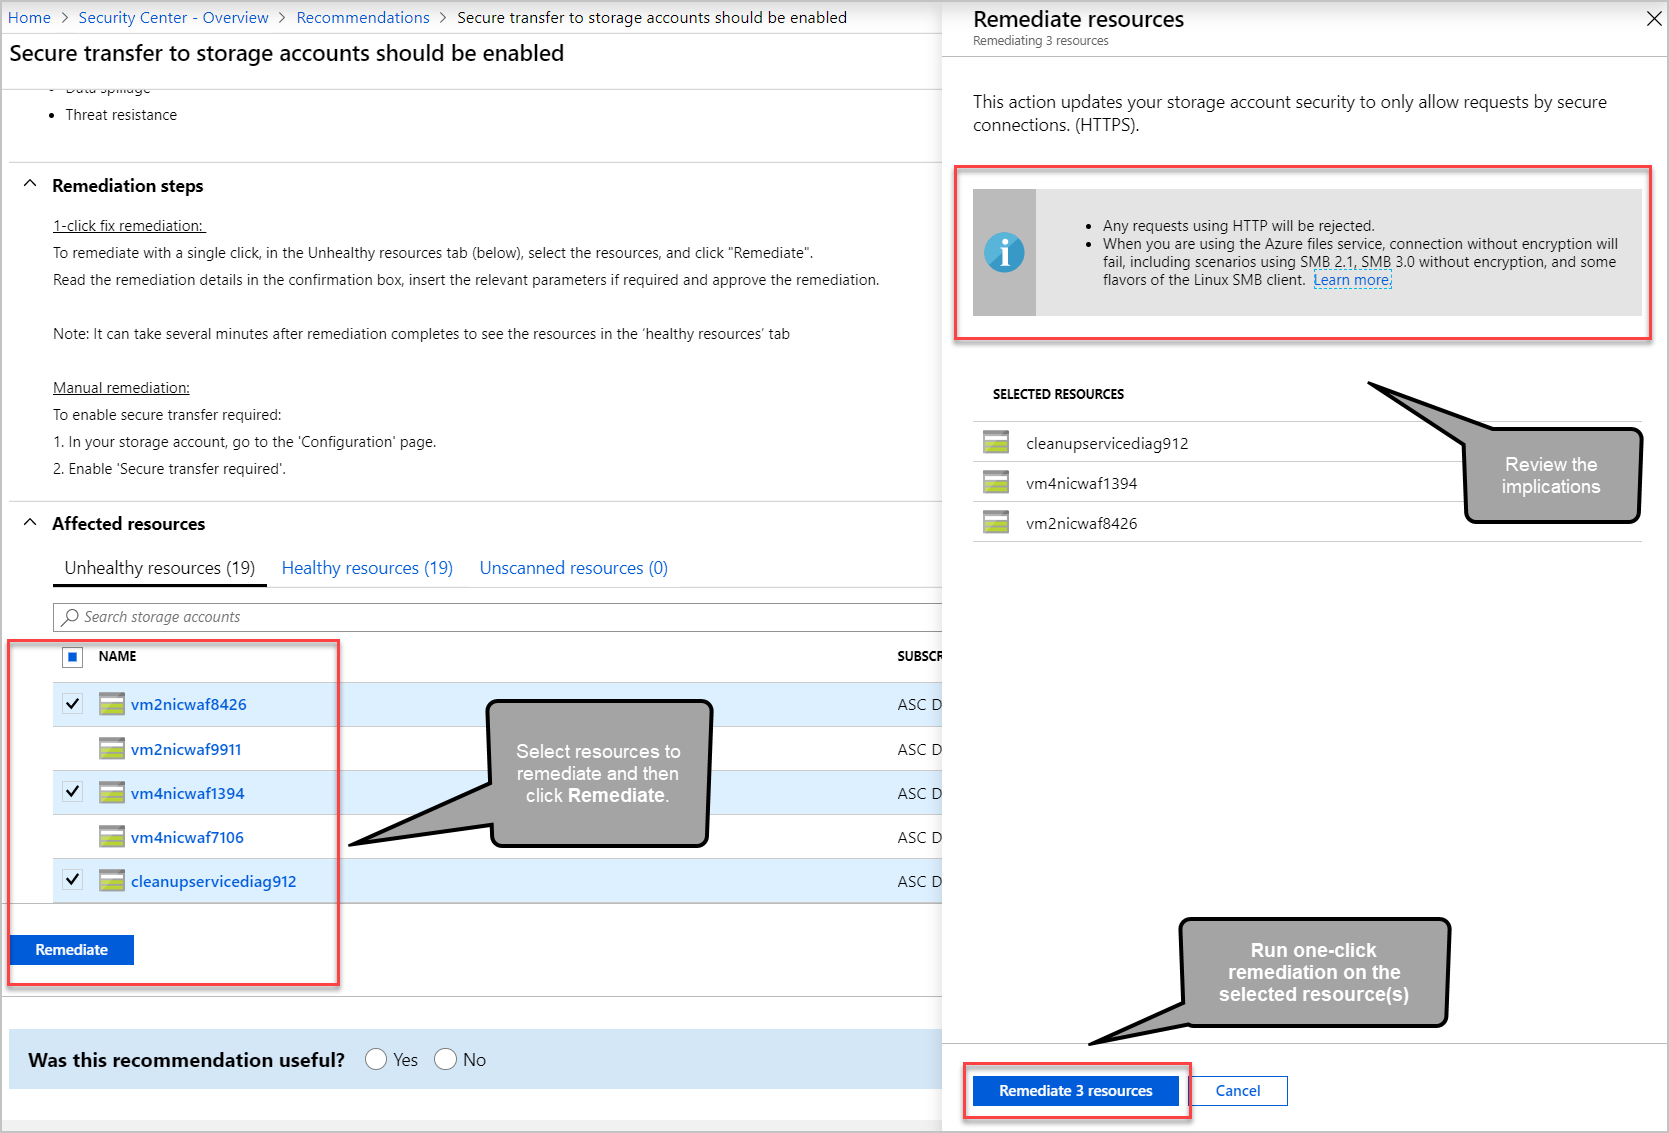 Home > Security Center - Overview > Recommendations > Secure transfer to storage accounts should be enabled
Secure transfer to storage accounts should be enabled
• Data spillage
• Threat resistance
Remediation steps
1-click fix remediation:
To remediate with a single click, in the Unhealthy resources tab (below), select the resources, and click "Remediate".
Read the remediation details in the confirmation box, insert the relevant parameters if required and approve the remediation.
Note: It can take several minutes after remediation completes to see the resources in the ‘healthy resources’ tab
Manual remediation:
To enable secure transfer required:
1. In your storage account, go to the 'Configuration' page.
2. Enable 'Secure transfer required'.
Affected resources
Unhealthy resources (19) Healthy resources (19) Unscanned resources (0)
Search storage accounts
NAME SUBSCR
vm2nicwaf8426 ASC D
vm2nicwaf9911 ASC D
vm4nicwaf1394 ASC D
vm4nicwaf7106 ASC D
cleanupservicediag912 ASC D
Select resources to
remediate and then
click Remediate.
Remediate
Was this recommendation useful? Yes No
Remediate resources
Remediating 3 resources
This action updates your storage account security to only allow requests by secure
connections. (HTTPS).
• Any requests using HTTP will be rejected.
• When you are using the Azure files service, connection without encryption will
fail, including scenarios using SMB 2.1, SMB 3.0 without encryption, and some
flavors of the Linux SMB client. Learn more.
SELECTED RESOURCES
cleanupservicediag912
vm4nicwaf1394
vm2nicwaf8426
Review the
implications
Run one-click
remediation on the
selected resource(s)
Remediate 3 resources Cancel